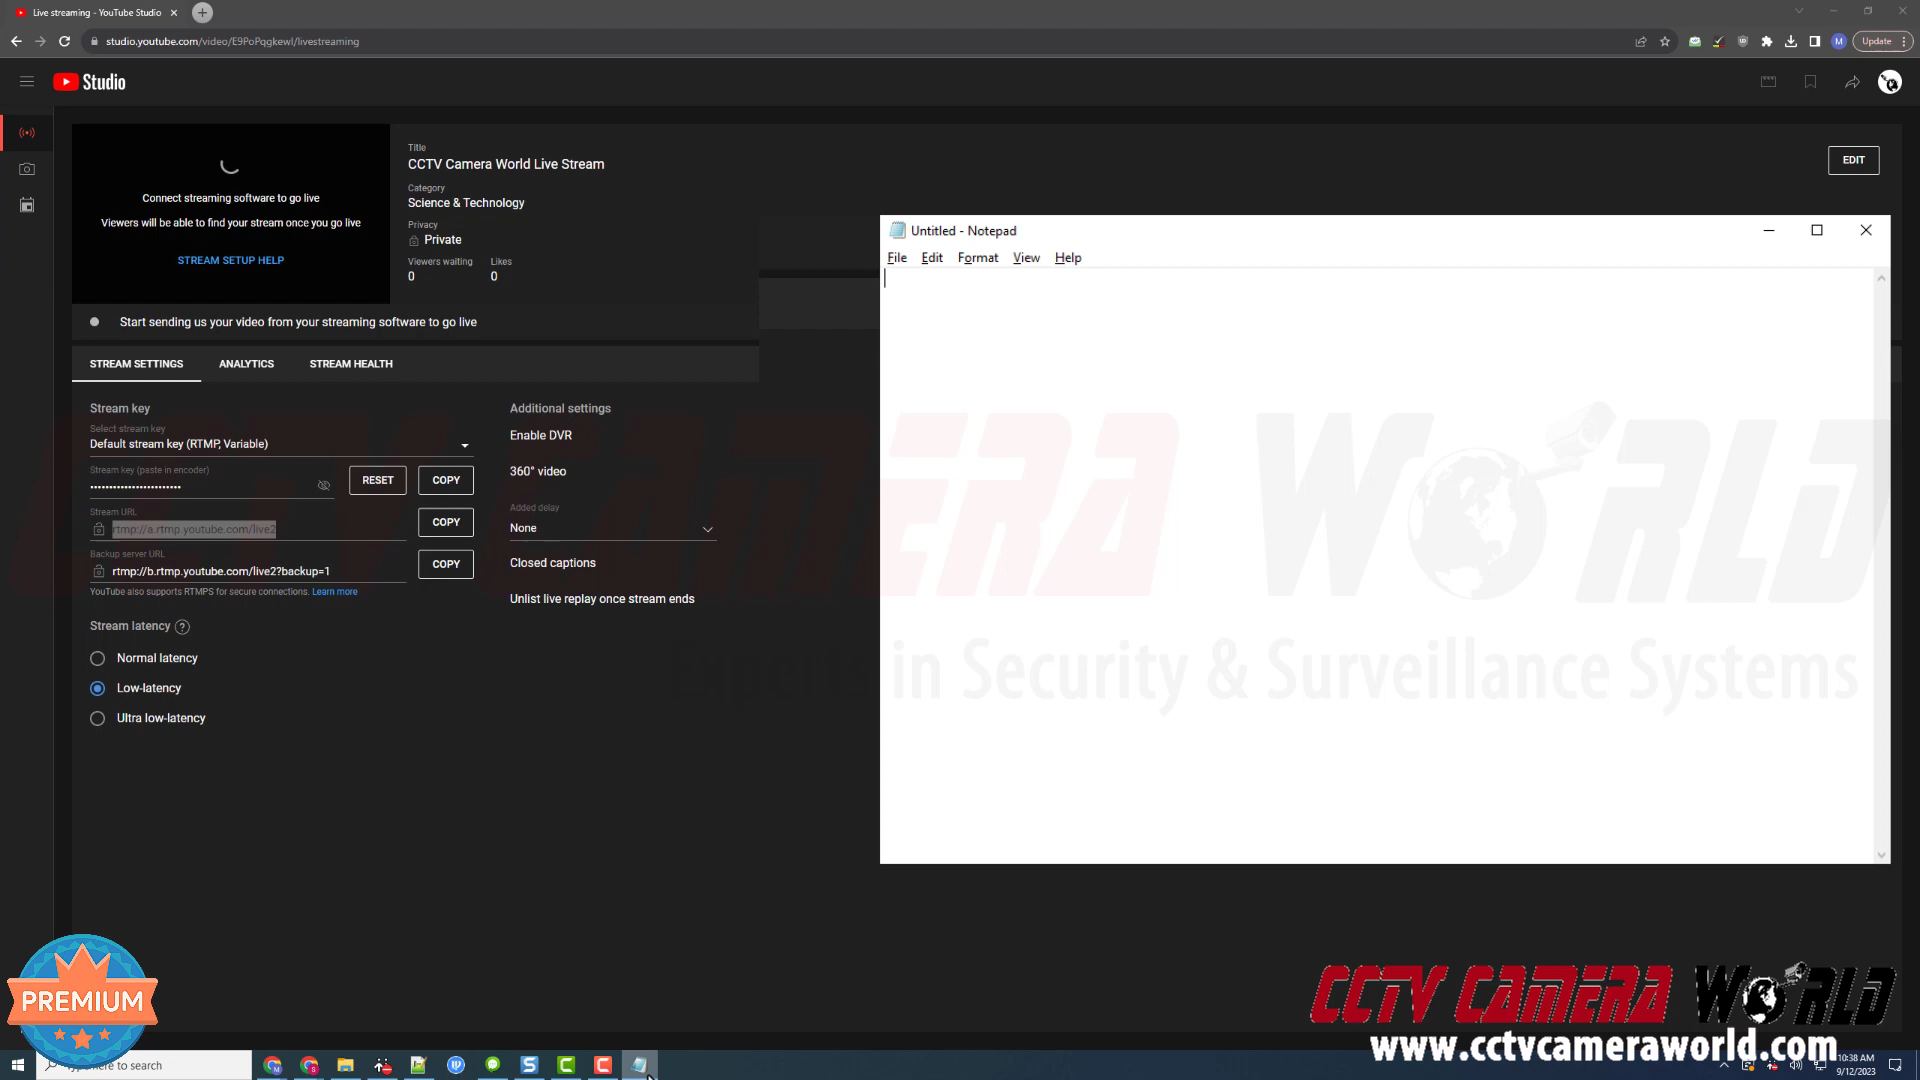 Live streaming - YouTube Studio
studio.youtube.com/video/E9PoPqgkewI/livestreaming
M
Update
Studio
Connect streaming software to go live
Viewers will be able to find your stream once you go live
STREAM SETUP HELP
Title
CCTV Camera World Live Stream
Category
Science & Technology
Privacy
Private
Viewers waiting
0
Likes
0
EDIT
Start sending us your video from your streaming software to go live
STREAM SETTINGS
ANALYTICS
STREAM HEALTH
Stream key
Select stream key
Default stream key (RTMP, Variable)
Stream key (paste in encoder)
RESET
COPY
Stream URL
rtmp://a.rtmp.youtube.com/live2
COPY
Backup server URL
rtmp://b.rtmp.youtube.com/live2?backup=1
COPY
YouTube also supports RTMPS for secure connections. Learn more
Stream latency ?
Normal latency
Low-latency
Ultra low-latency
Additional settings
Enable DVR
360° video
Added delay
None
Closed captions
Unlist live replay once stream ends
Untitled - Notepad
File Edit Format View Help
CCTV CAMERA WORLD
Experts in Security & Surveillance Systems
PREMIUM
CCTV CAMERA WORLD
www.cctvcameraworld.com
here to search
10:38 AM
9/12/2023